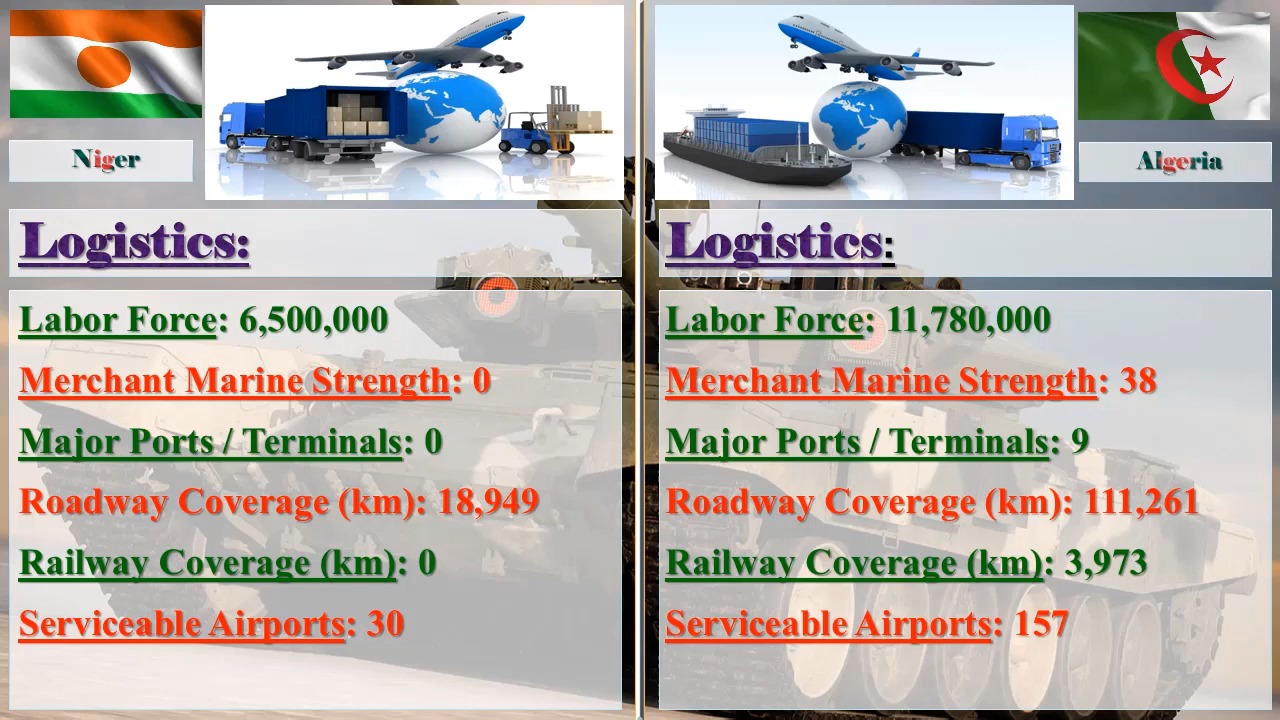 Niger
Logistics:
Labor Force: 6,500,000
Merchant Marine Strength: 0
Major Ports / Terminals: 0
Roadway Coverage (km): 18,949
Railway Coverage (km): 0
Serviceable Airports: 30
Algeria
Logistics:
Labor Force: 11,780,000
Merchant Marine Strength: 38
Major Ports / Terminals: 9
Roadway Coverage (km): 111,261
Railway Coverage (km): 3,973
Serviceable Airports: 157